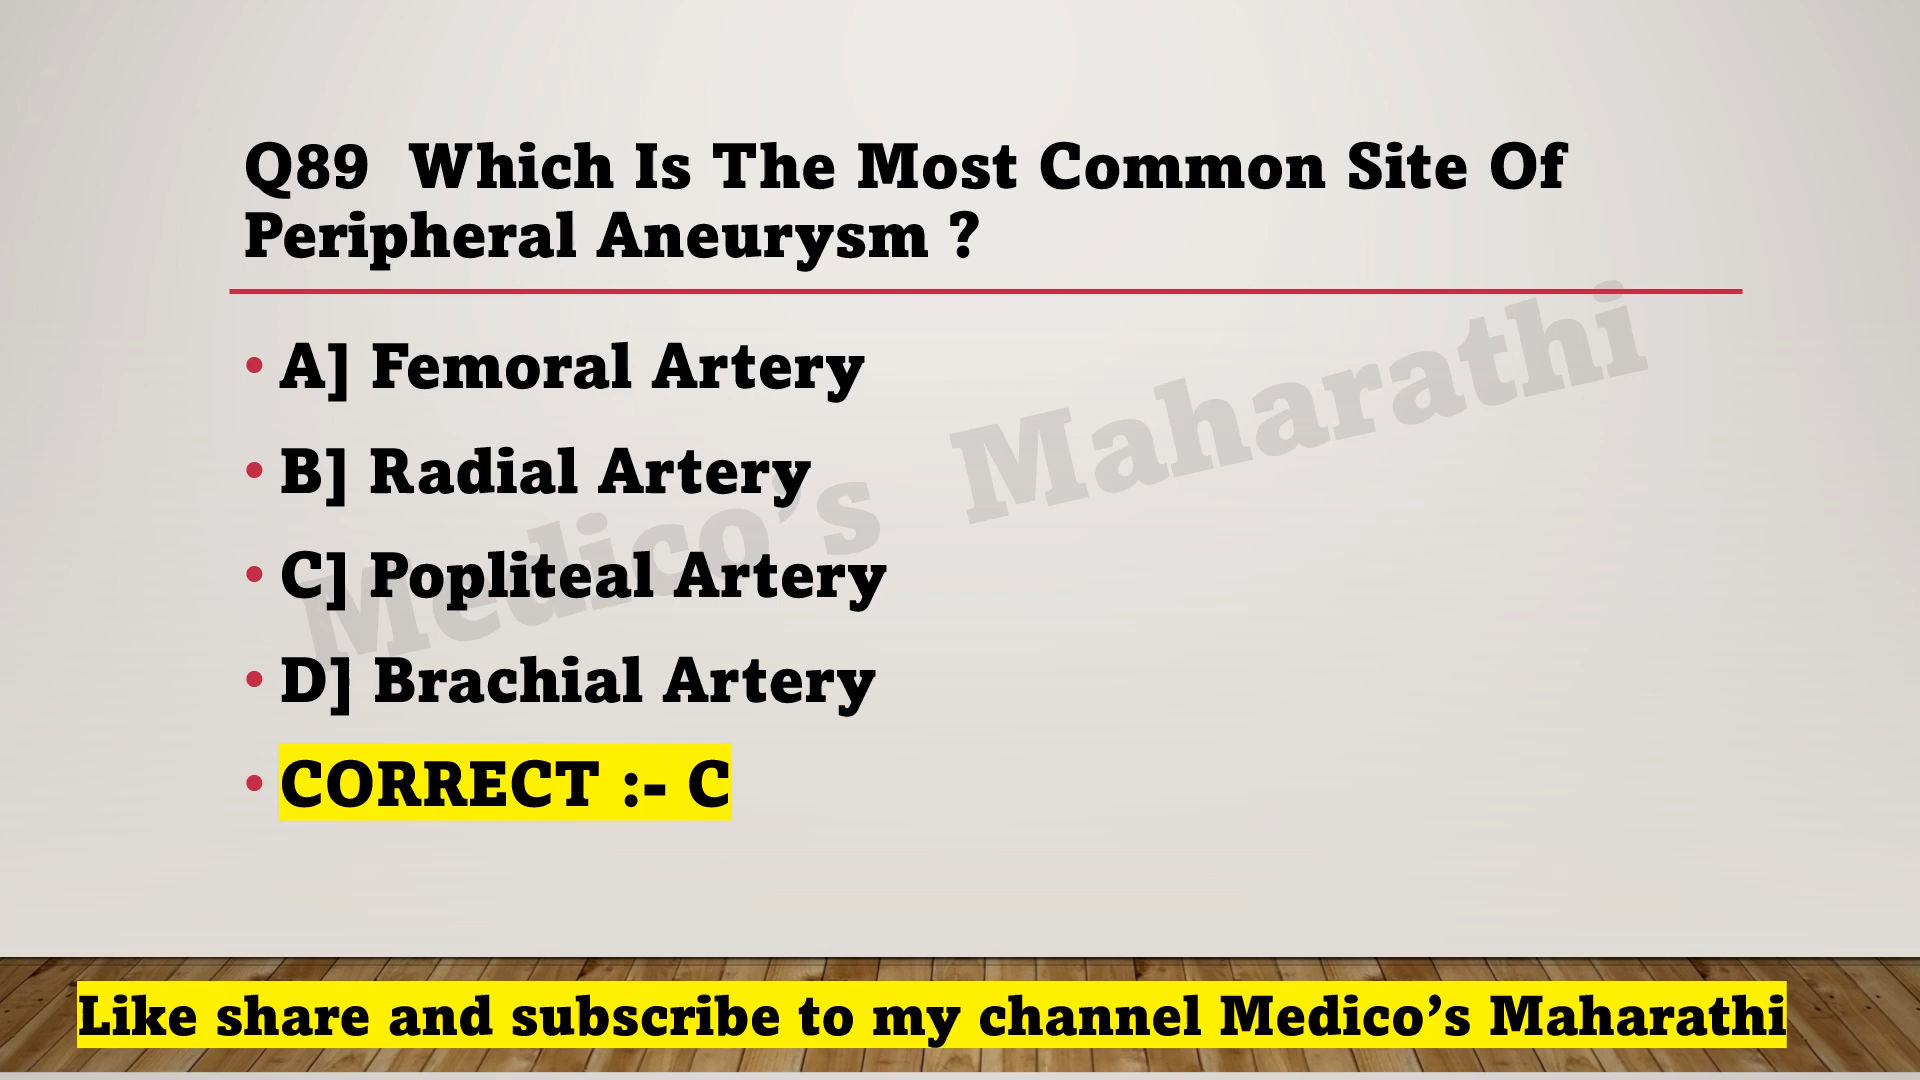 Q89  Which Is The Most Common Site Of
Peripheral Aneurysm ?
• A] Femoral Artery
• B] Radial Artery
• C] Popliteal Artery
• D] Brachial Artery
• CORRECT :- C
Medico’s Maharathi
Like share and subscribe to my channel Medico’s Maharathi